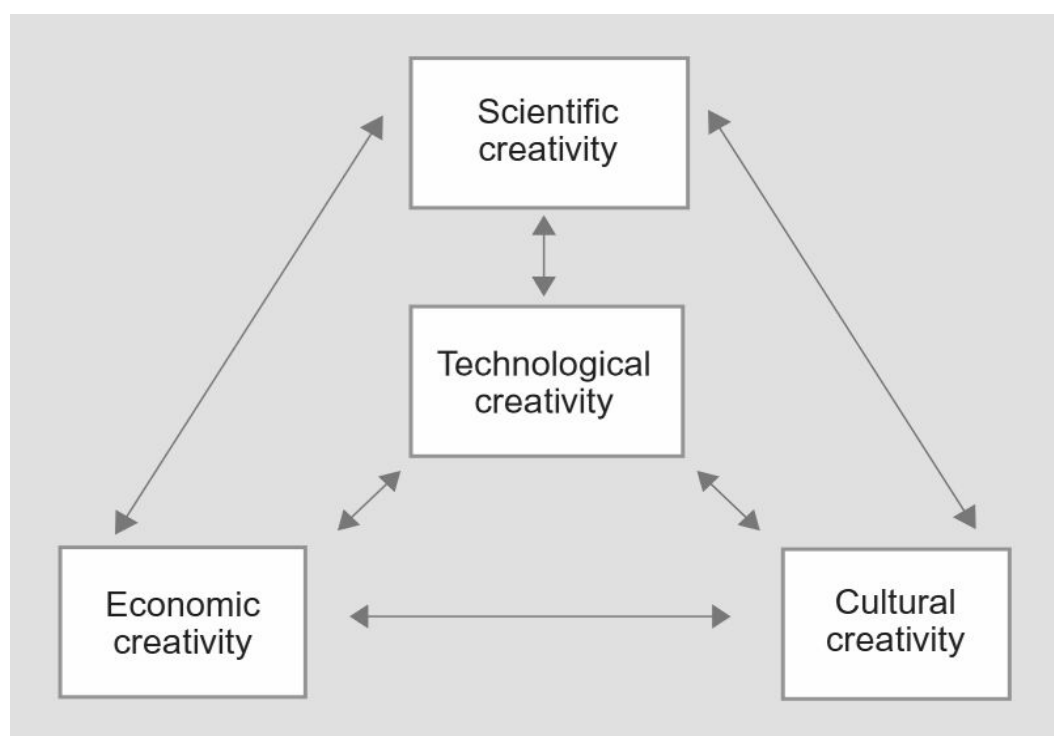 Scientific
creativity
Technological
creativity
Economic
creativity
Cultural
creativity